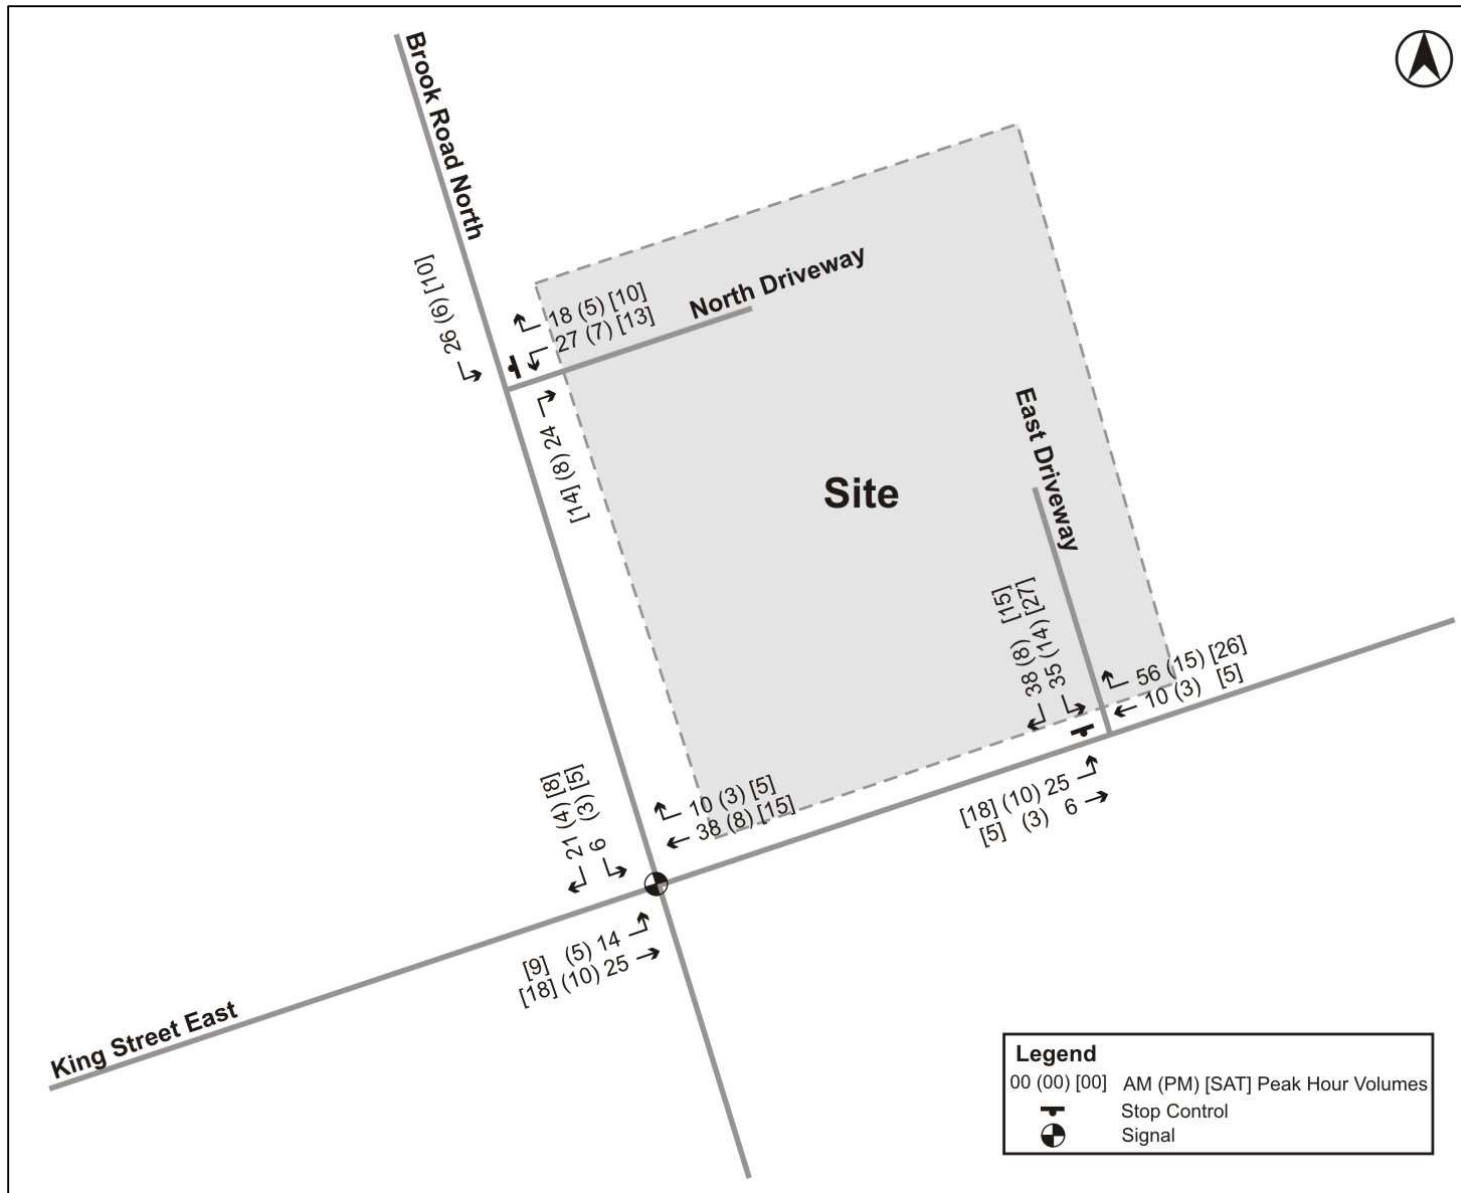 Brook Road North
26 (6) [10]
18 (5) [10]
27 (7) [13]
North Driveway
[14] (8) 24
Site
East Driveway
38 (8) [15]
35 (14) [27]
56 (15) [26]
10 (3) [5]
[18] (10) 25
[5] (3) 6
21 (4) [8]
6 (3) [5]
10 (3) [5]
38 (8) [15]
[9] (5) 14
[18] (10) 25
King Street East
Legend
00 (00) [00] AM (PM) [SAT] Peak Hour Volumes
Stop Control
Signal